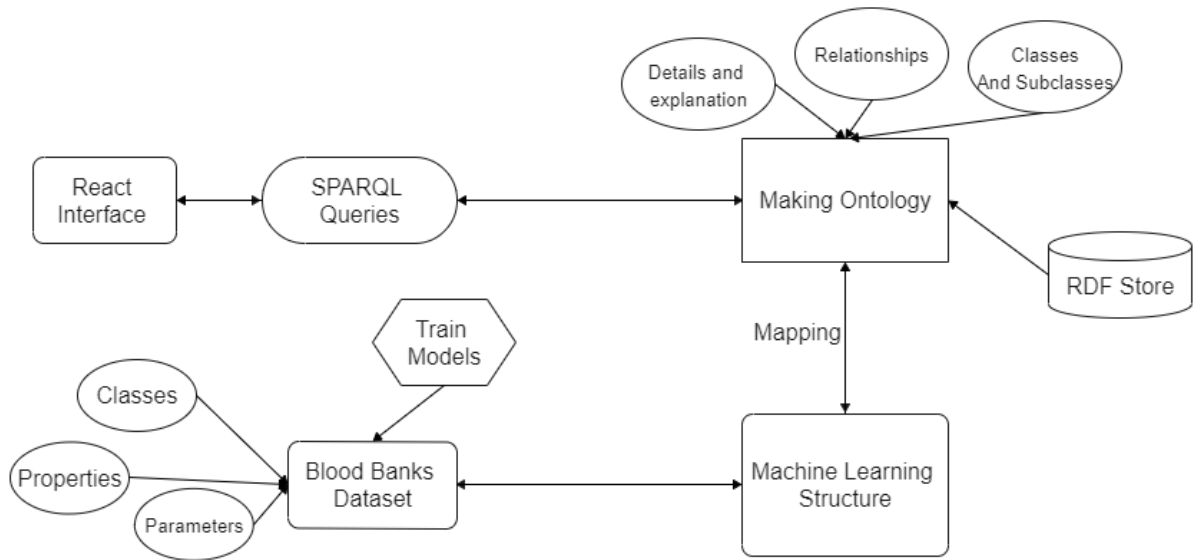 Details and
explanation
Relationships
Classes
And Subclasses
React
Interface
SPARQL
Queries
Making Ontology
RDF Store
Mapping
Train
Models
Classes
Properties
Parameters
Blood Banks
Dataset
Machine Learning
Structure